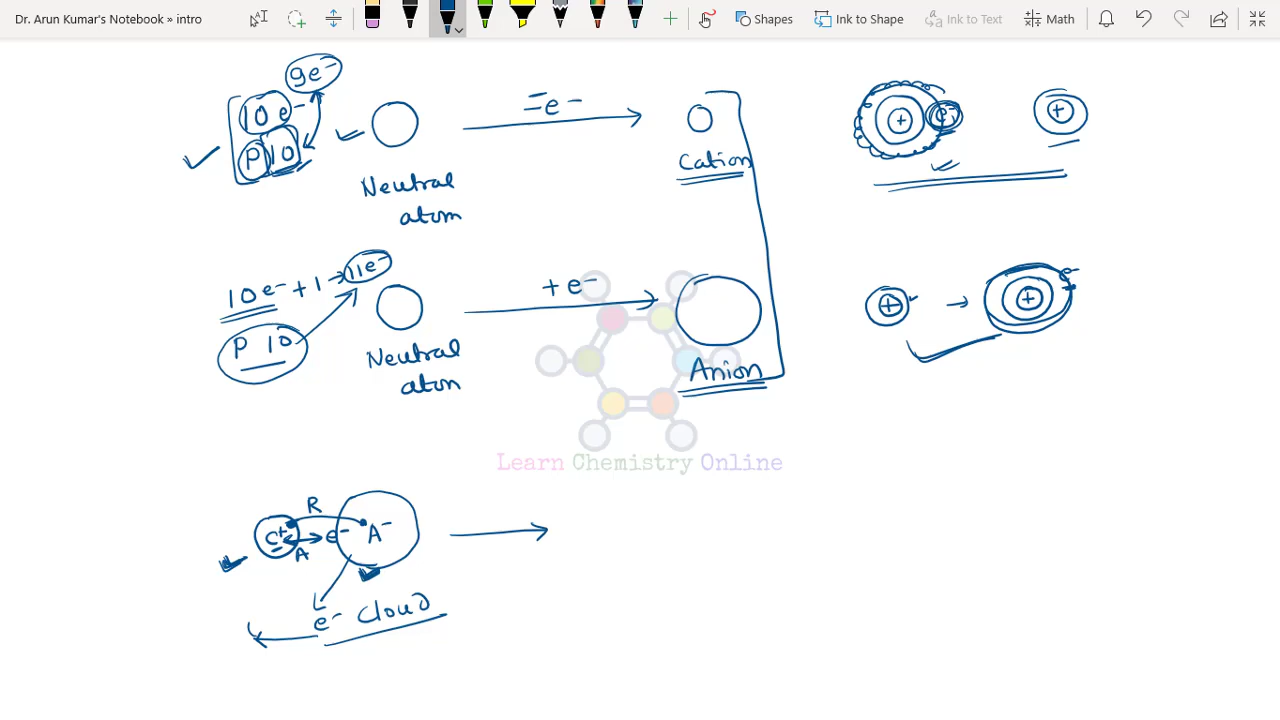 Dr. Arun Kumar's Notebook » intro
Shapes
Ink to Shape
Ink to Text
Math
9e-
10 e-
P 10
Neutral
atom
-e-
Cation
+
e-
+
10e- + 1 → 11e-
P 10
Neutral
atom
+ e-
Anion
+
→
+
e-
Learn Chemistry Online
R
C+
A
e-
A-
e- cloud